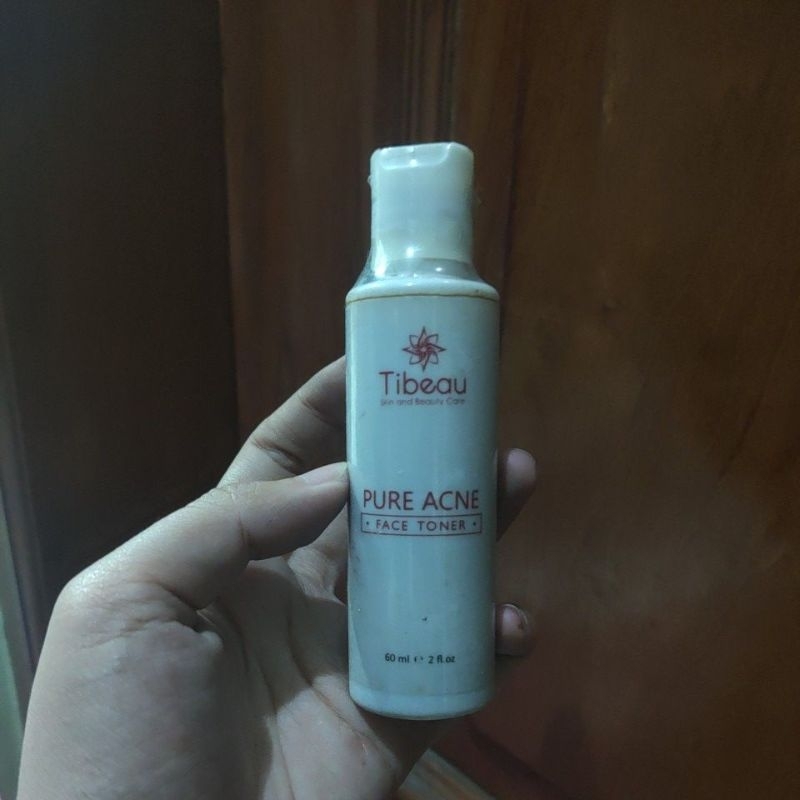 Tibeau
Skin and Beauty Care
PURE ACNE
• FACE TONER •
60 ml ℮ 2 fl.oz